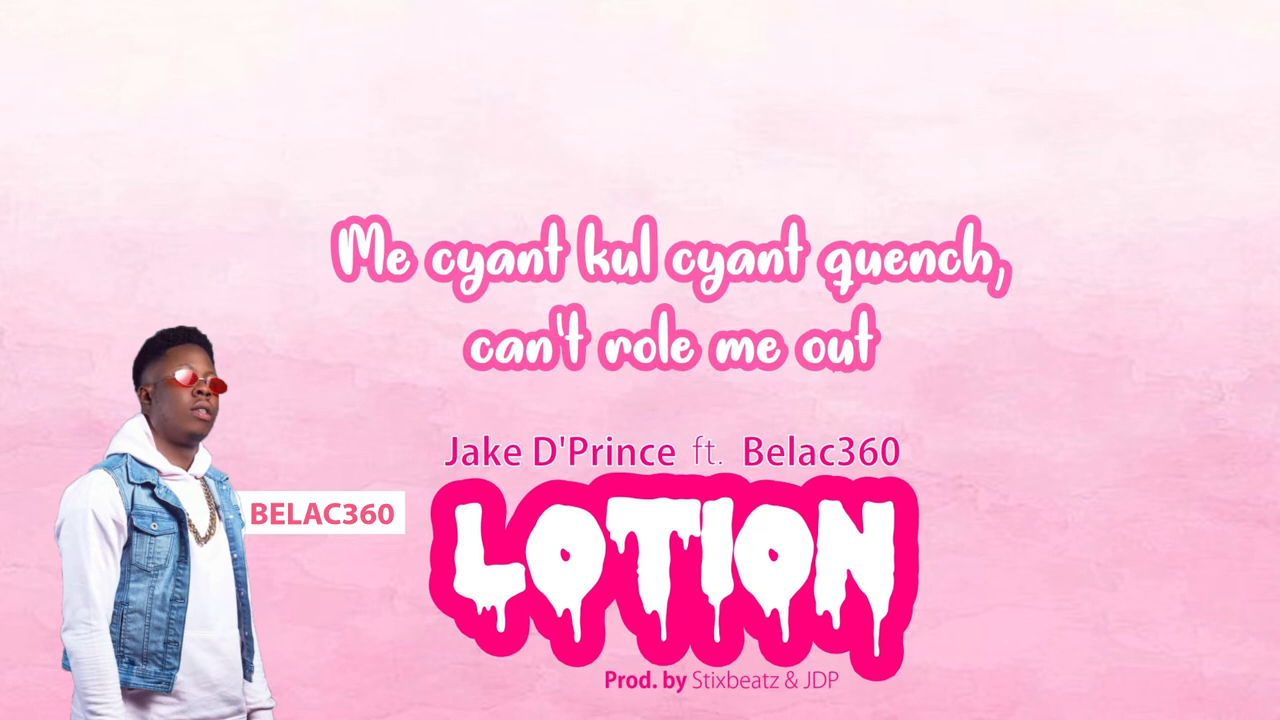 Me cyant kul cyant quench,
can't role me out
Jake D'Prince ft. Belac360
BELAC360
LOTION
Prod. by Stixbeatz & JDP